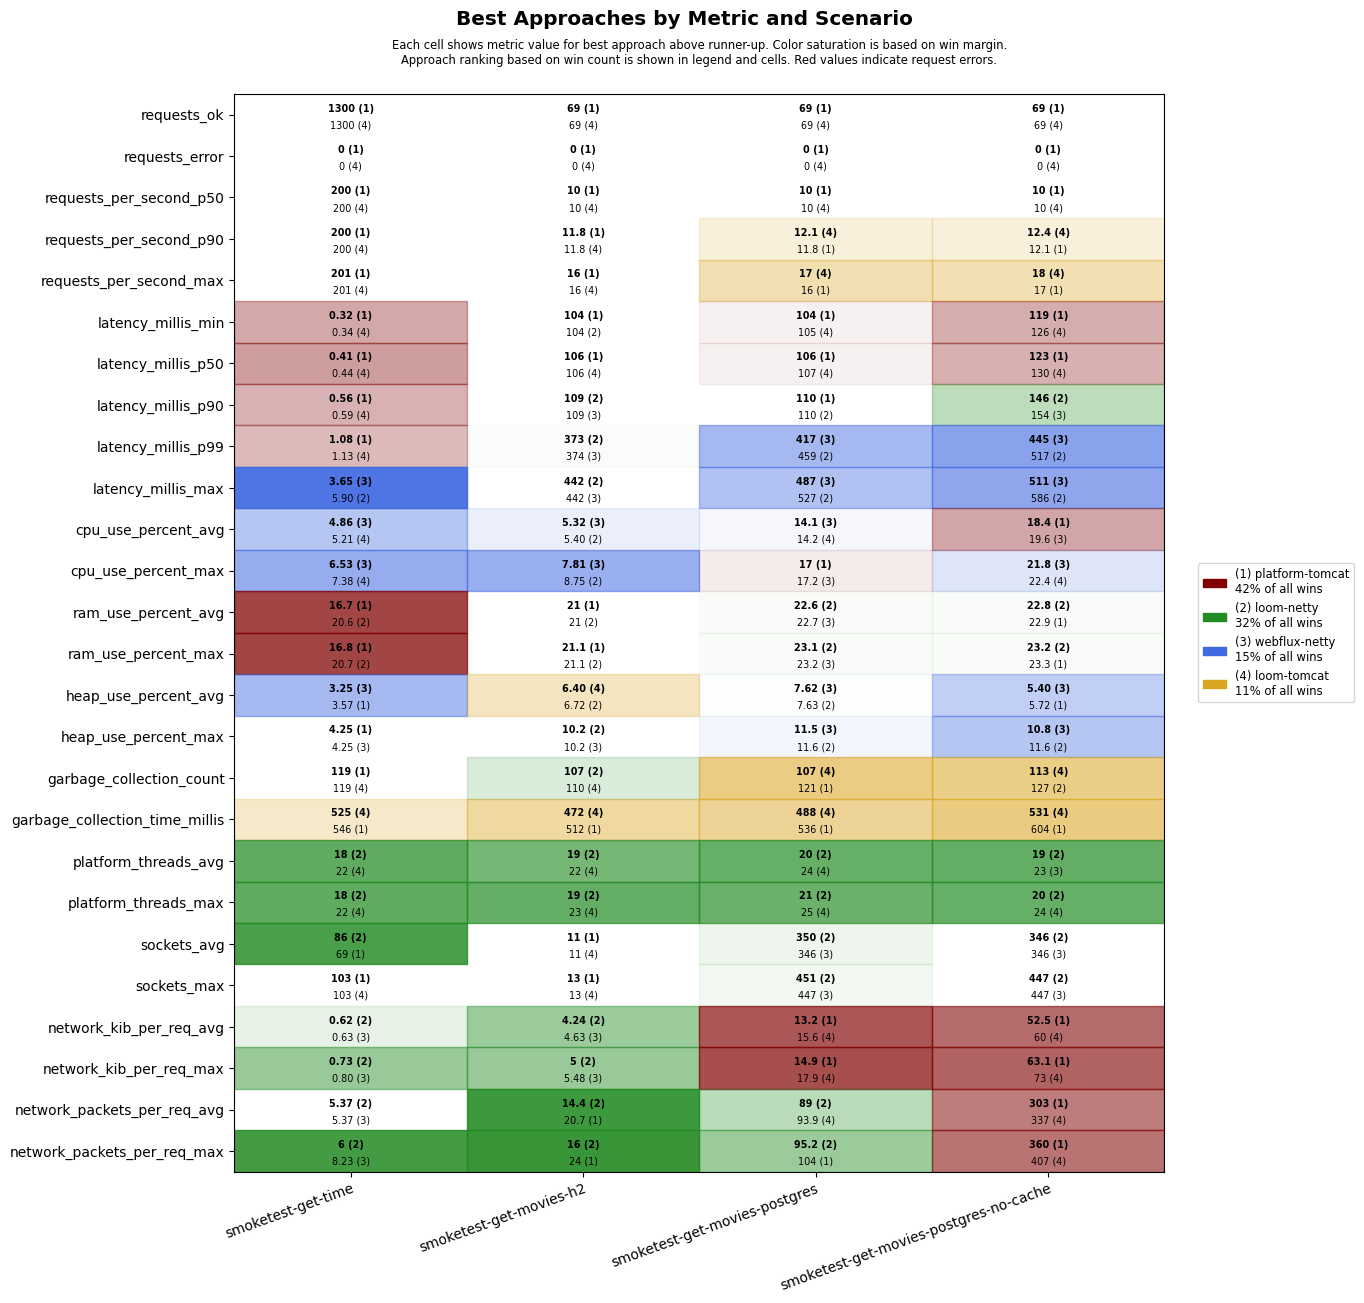 Best Approaches by Metric and Scenario
Each cell shows metric value for best approach above runner-up. Color saturation is based on win margin.
Approach ranking based on win count is shown in legend and cells. Red values indicate request errors.
requests_ok
1300 (1) 69 (1) 69 (1) 69 (1)
1300 (4) 69 (4) 69 (4) 69 (4)
requests_error
0 (1) 0 (1) 0 (1) 0 (1)
0 (4) 0 (4) 0 (4) 0 (4)
requests_per_second_p50
200 (1) 10 (1) 10 (1) 10 (1)
200 (4) 10 (4) 10 (4) 10 (4)
requests_per_second_p90
200 (1) 11.8 (1) 12.1 (4) 12.4 (4)
200 (4) 11.8 (4) 11.8 (1) 12.1 (1)
requests_per_second_max
201 (1) 16 (1) 17 (4) 18 (4)
201 (4) 16 (4) 16 (1) 17 (1)
latency_millis_min
0.32 (1) 104 (1) 104 (1) 119 (1)
0.34 (4) 104 (2) 105 (4) 126 (4)
latency_millis_p50
0.41 (1) 106 (1) 106 (1) 123 (1)
0.44 (4) 106 (4) 107 (4) 130 (4)
latency_millis_p90
0.56 (1) 109 (2) 110 (1) 146 (2)
0.59 (4) 109 (3) 110 (2) 154 (3)
latency_millis_p99
1.08 (1) 373 (2) 417 (3) 445 (3)
1.13 (4) 374 (3) 459 (2) 517 (2)
latency_millis_max
3.65 (3) 442 (2) 487 (3) 511 (3)
5.90 (2) 442 (3) 527 (2) 586 (2)
cpu_use_percent_avg
4.86 (3) 5.32 (3) 14.1 (3) 18.4 (1)
5.21 (4) 5.40 (2) 14.2 (4) 19.6 (3)
cpu_use_percent_max
6.53 (3) 7.81 (3) 17 (1) 21.8 (3)
7.38 (4) 8.75 (2) 17.2 (3) 22.4 (4)
ram_use_percent_avg
16.7 (1) 21 (1) 22.6 (2) 22.8 (2)
20.6 (2) 21 (2) 22.7 (3) 22.9 (1)
ram_use_percent_max
16.8 (1) 21.1 (1) 23.1 (2) 23.2 (2)
20.7 (2) 21.1 (2) 23.2 (3) 23.3 (1)
heap_use_percent_avg
3.25 (3) 6.40 (4) 7.62 (3) 5.40 (3)
3.57 (1) 6.72 (2) 7.63 (2) 5.72 (1)
heap_use_percent_max
4.25 (1) 10.2 (2) 11.5 (3) 10.8 (3)
4.25 (3) 10.2 (3) 11.6 (2) 11.6 (2)
garbage_collection_count
119 (1) 107 (2) 107 (4) 113 (4)
119 (4) 110 (4) 121 (1) 127 (2)
garbage_collection_time_millis
525 (4) 472 (4) 488 (4) 531 (4)
546 (1) 512 (1) 536 (1) 604 (1)
platform_threads_avg
18 (2) 19 (2) 20 (2) 19 (2)
22 (4) 22 (4) 24 (4) 23 (3)
platform_threads_max
18 (2) 19 (2) 21 (2) 20 (2)
22 (4) 23 (4) 25 (4) 24 (4)
sockets_avg
86 (2) 11 (1) 350 (2) 346 (2)
69 (1) 11 (4) 346 (3) 346 (3)
sockets_max
103 (1) 13 (1) 451 (2) 447 (2)
103 (4) 13 (4) 447 (3) 447 (3)
network_kib_per_req_avg
0.62 (2) 4.24 (2) 13.2 (1) 52.5 (1)
0.63 (3) 4.63 (3) 15.6 (4) 60 (4)
network_kib_per_req_max
0.73 (2) 5 (2) 14.9 (1) 63.1 (1)
0.80 (3) 5.48 (3) 17.9 (4) 73 (4)
network_packets_per_req_avg
5.37 (2) 14.4 (2) 89 (2) 303 (1)
5.37 (3) 20.7 (1) 93.9 (4) 337 (4)
network_packets_per_req_max
6 (2) 16 (2) 95.2 (2) 360 (1)
8.23 (3) 24 (1) 104 (1) 407 (4)
smoketest-get-time
smoketest-get-movies-h2
smoketest-get-movies-postgres
smoketest-get-movies-postgres-no-cache
(1) platform-tomcat
42% of all wins
(2) loom-netty
32% of all wins
(3) webflux-netty
15% of all wins
(4) loom-tomcat
11% of all wins